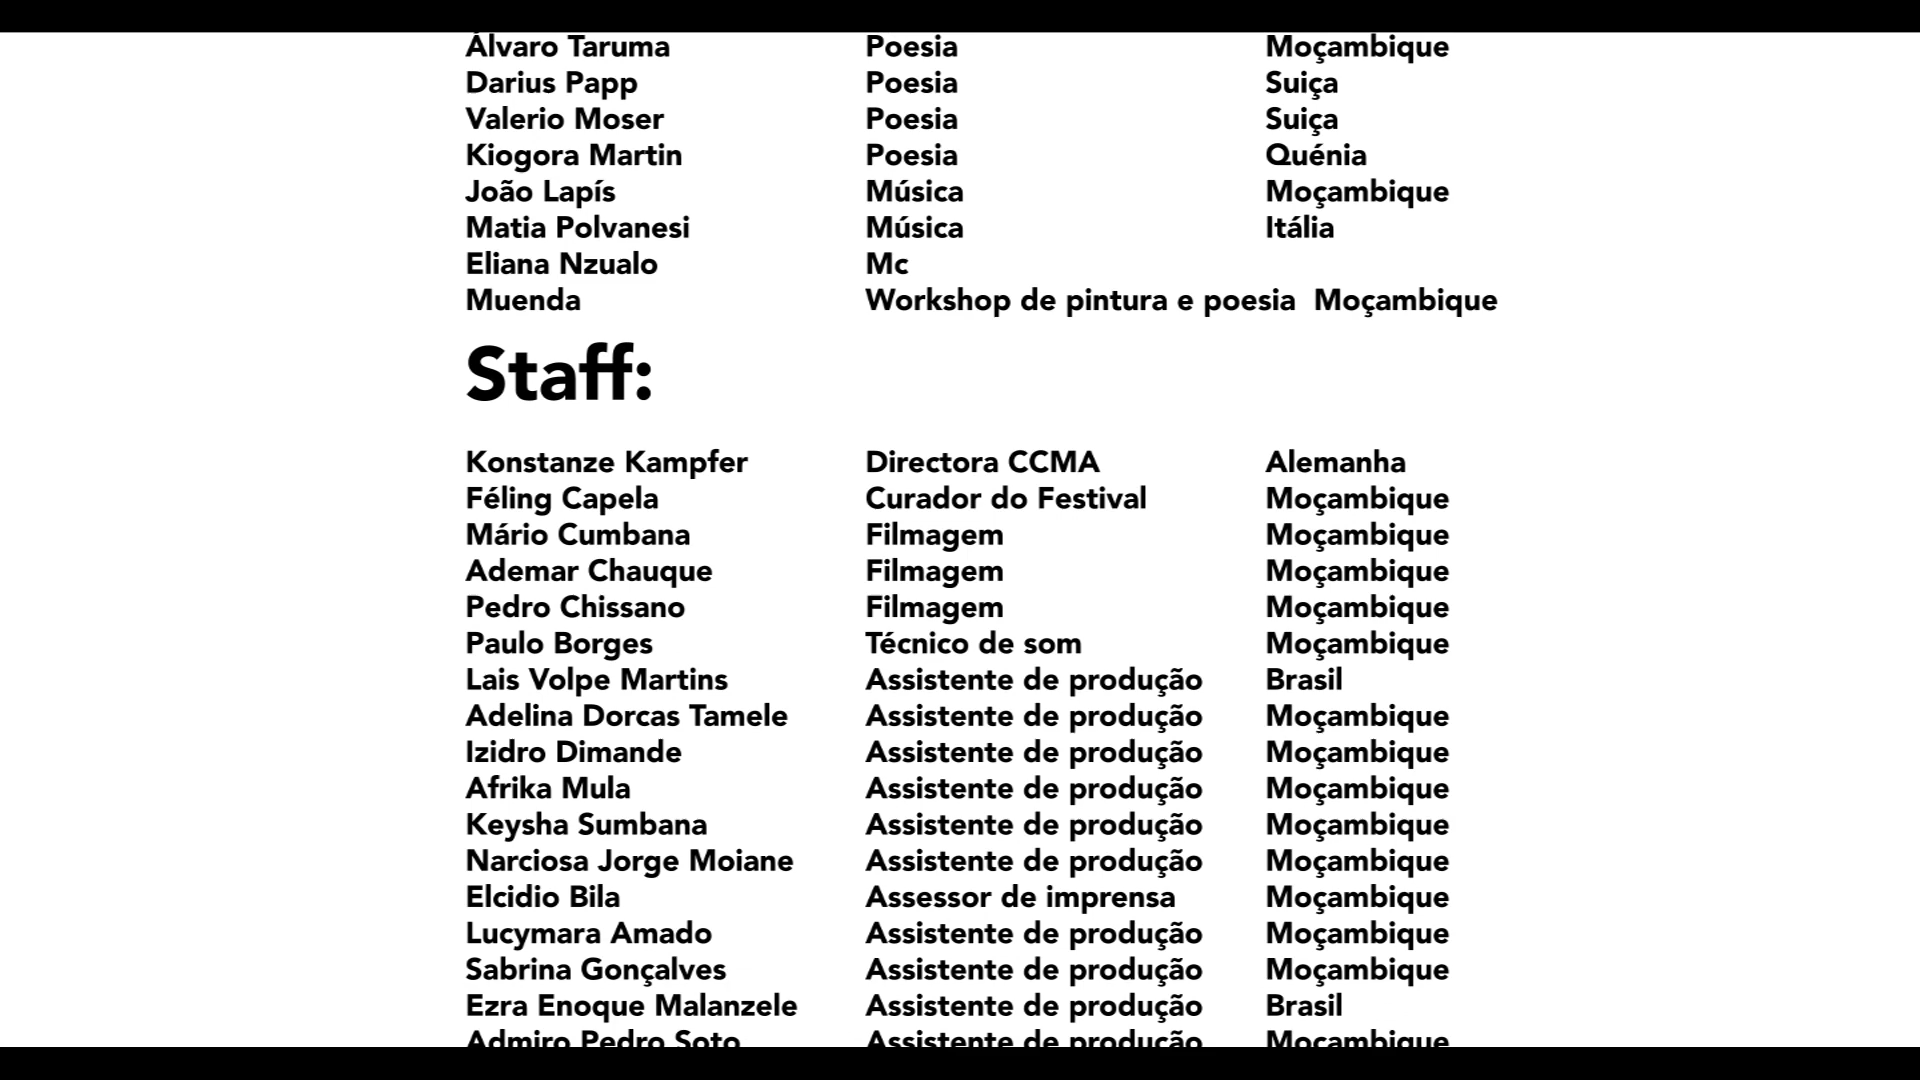 Álvaro Taruma Poesia Moçambique
Darius Papp Poesia Suiça
Valerio Moser Poesia Suiça
Kiogora Martin Poesia Quénia
João Lapís Música Moçambique
Matia Polvanesi Música Itália
Eliana Nzualo Mc
Muenda Workshop de pintura e poesia Moçambique
Staff:
Konstanze Kampfer Directora CCMA Alemanha
Féling Capela Curador do Festival Moçambique
Mário Cumbana Filmagem Moçambique
Ademar Chauque Filmagem Moçambique
Pedro Chissano Filmagem Moçambique
Paulo Borges Técnico de som Moçambique
Lais Volpe Martins Assistente de produção Brasil
Adelina Dorcas Tamele Assistente de produção Moçambique
Izidro Dimande Assistente de produção Moçambique
Afrika Mula Assistente de produção Moçambique
Keysha Sumbana Assistente de produção Moçambique
Narciosa Jorge Moiane Assistente de produção Moçambique
Elcidio Bila Assessor de imprensa Moçambique
Lucymara Amado Assistente de produção Moçambique
Sabrina Gonçalves Assistente de produção Moçambique
Ezra Enoque Malanzele Assistente de produção Brasil
Admiro Pedro Soto Assistente de produção Moçambique